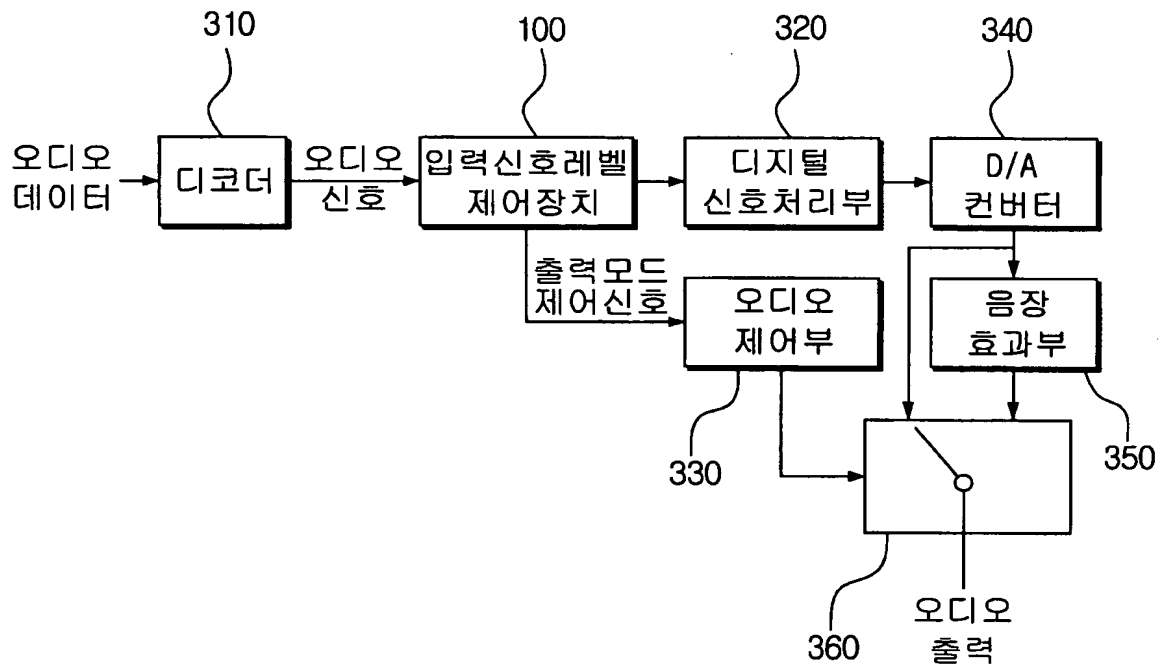 310
100
320
340
오디오
데이터
디코더
오디오
신호
입력신호레벨
제어장치
디지털
신호처리부
D/A
컨버터
출력모드
제어신호
오디오
제어부
음장
효과부
330
350
360
오디오
출력